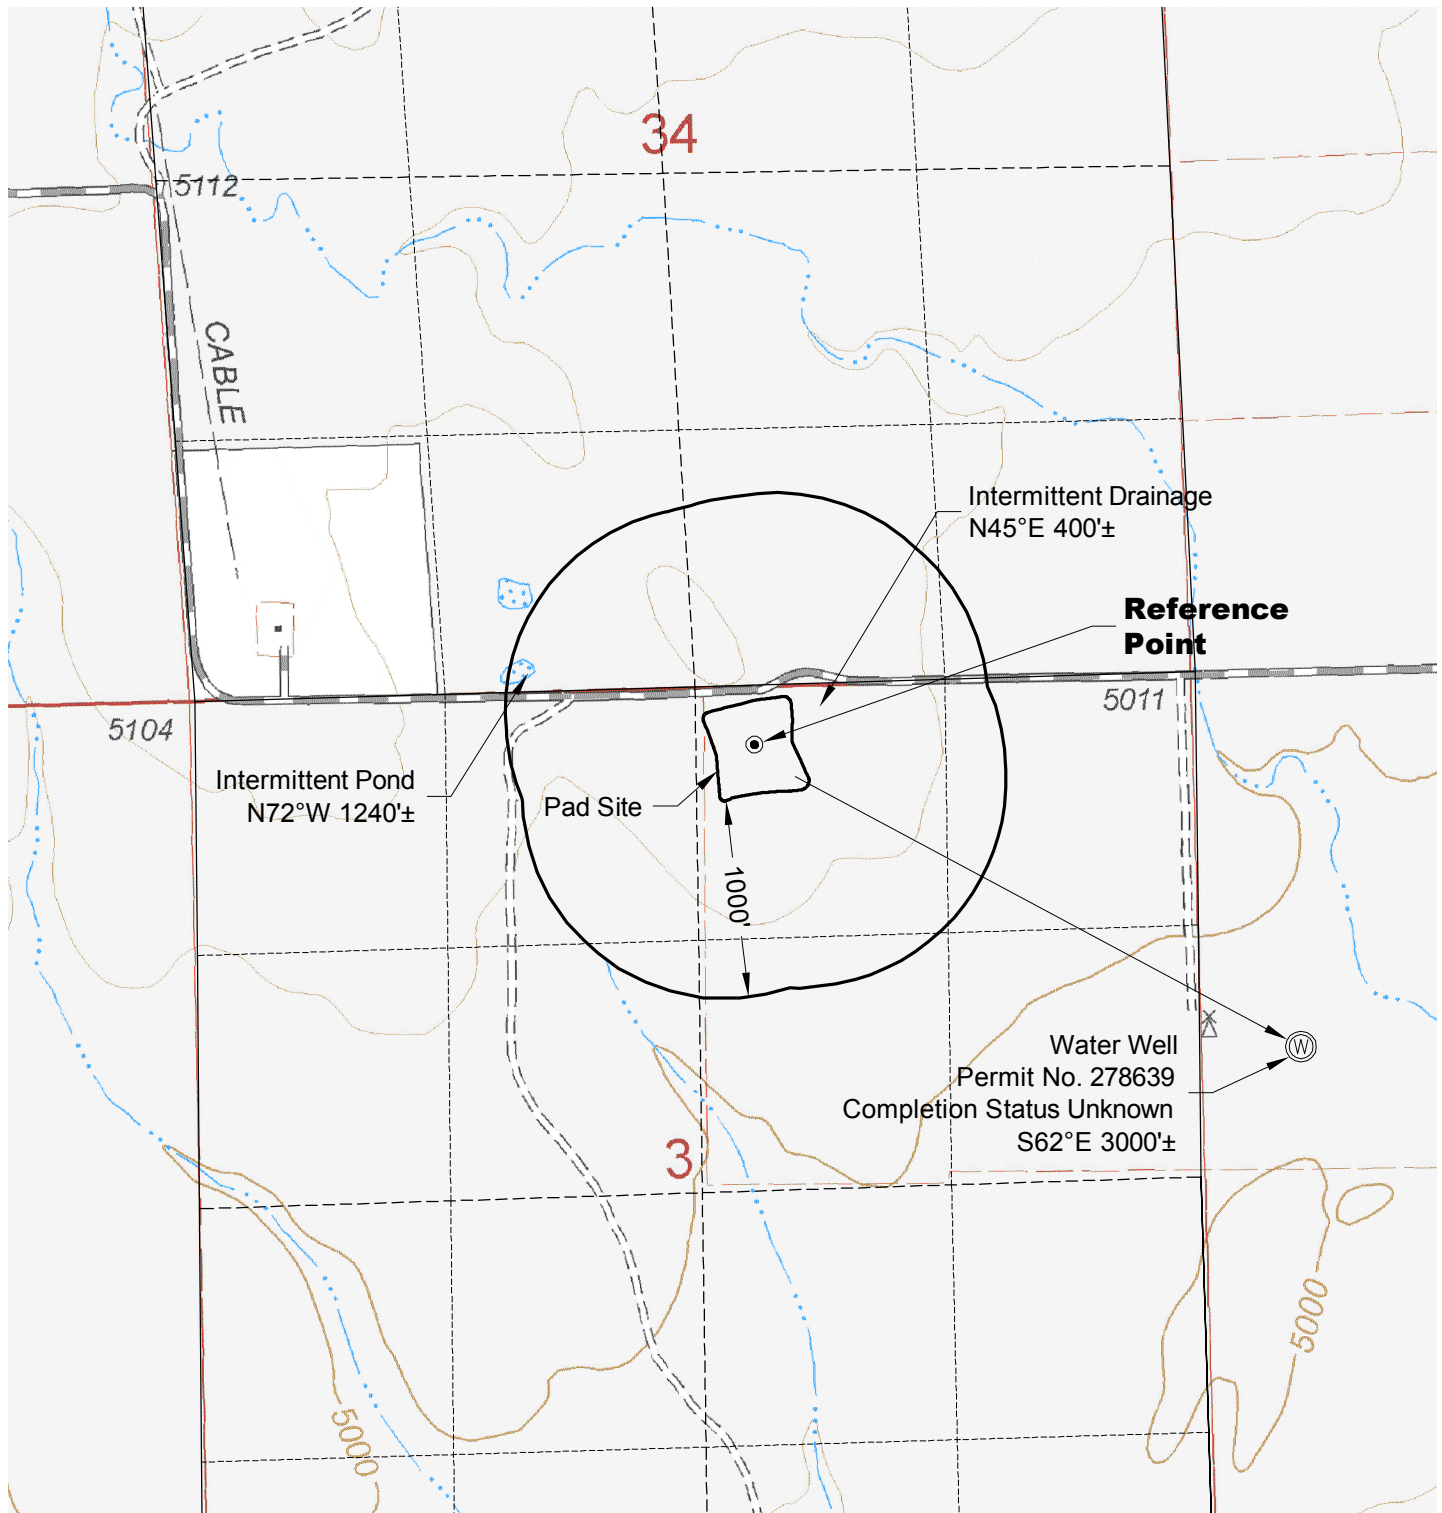 34
5112
CABLE
Intermittent Drainage
N45°E 400'±
Reference
Point
5011
5104
Intermittent Pond
N72°W 1240'±
Pad Site
1000'
W
Water Well
Permit No. 278639
Completion Status Unknown
S62°E 3000'±
3
5000
5000